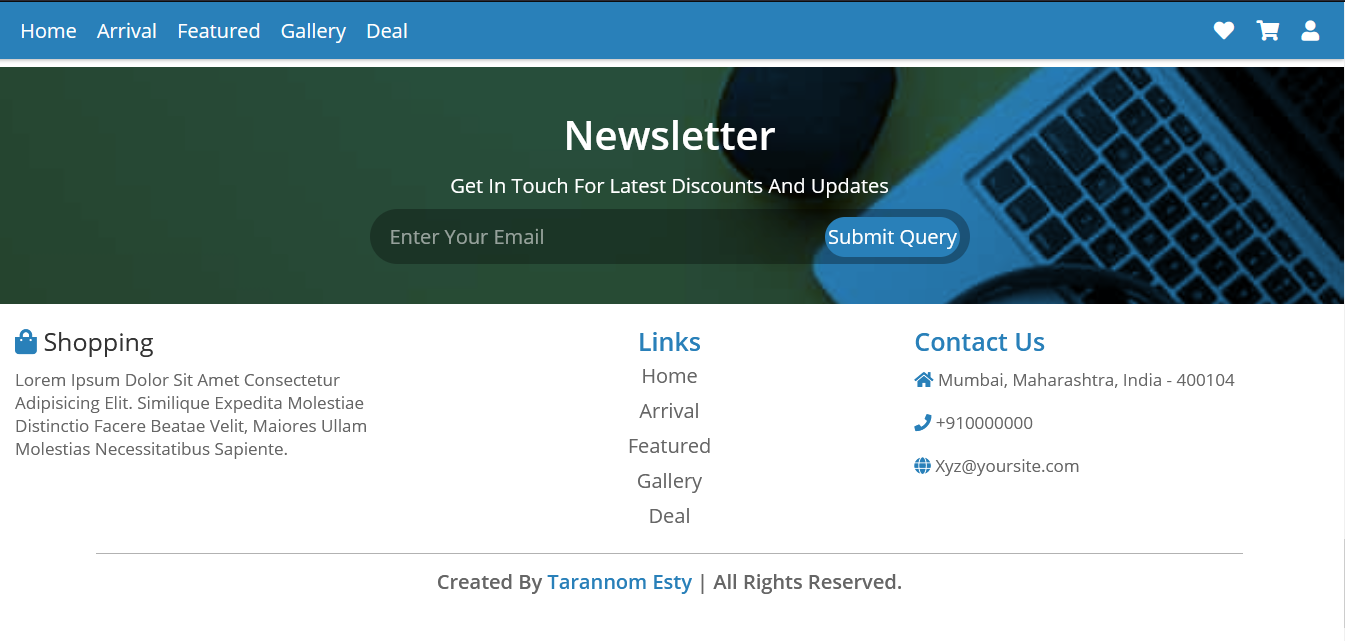 Home Arrival Featured Gallery Deal
Newsletter
Get In Touch For Latest Discounts And Updates
Enter Your Email Submit Query
Shopping
Lorem Ipsum Dolor Sit Amet Consectetur
Adipisicing Elit. Similique Expedita Molestiae
Distinctio Facere Beatae Velit, Maiores Ullam
Molestias Necessitatibus Sapiente.
Links
Home
Arrival
Featured
Gallery
Deal
Contact Us
Mumbai, Maharashtra, India - 400104
+910000000
Xyz@yoursite.com
Created By Tarannom Esty | All Rights Reserved.